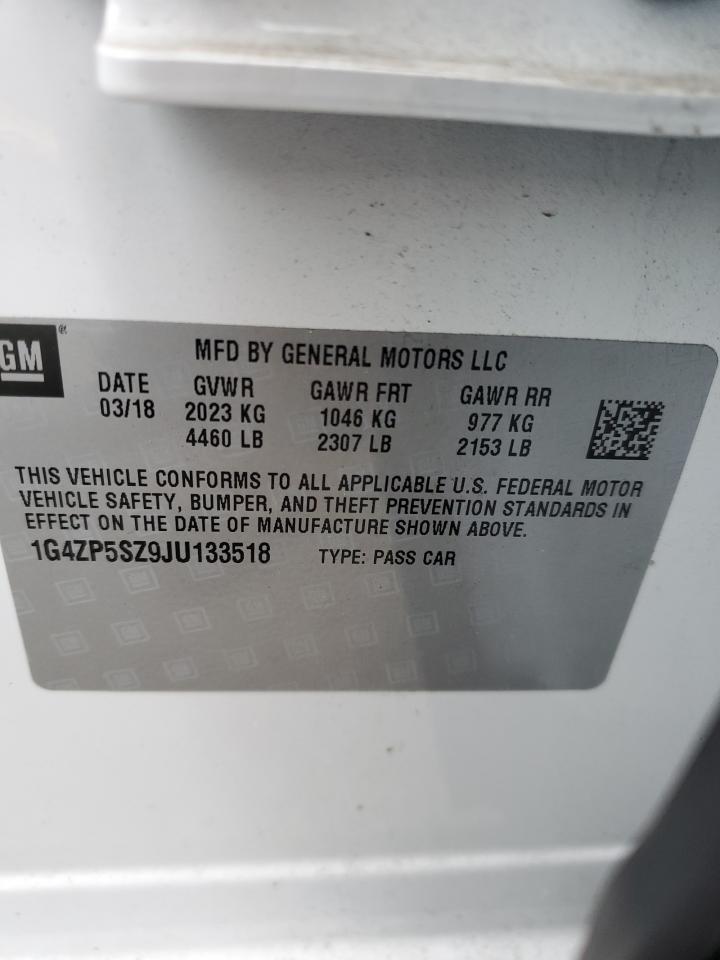 GM
MFD BY GENERAL MOTORS LLC
DATE GVWR GAWR FRT GAWR RR
03/18 2023 KG 1046 KG 977 KG
4460 LB 2307 LB 2153 LB
THIS VEHICLE CONFORMS TO ALL APPLICABLE U.S. FEDERAL MOTOR
VEHICLE SAFETY, BUMPER, AND THEFT PREVENTION STANDARDS IN
EFFECT ON THE DATE OF MANUFACTURE SHOWN ABOVE.
1G4ZP5SZ9JU133518 TYPE: PASS CAR